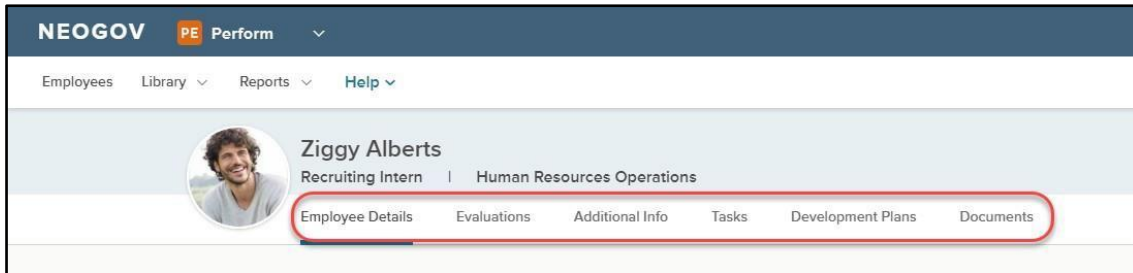 NEOGOV PE Perform
Employees Library Reports Help
Ziggy Alberts
Recruiting Intern | Human Resources Operations
Employee Details Evaluations Additional Info Tasks Development Plans Documents